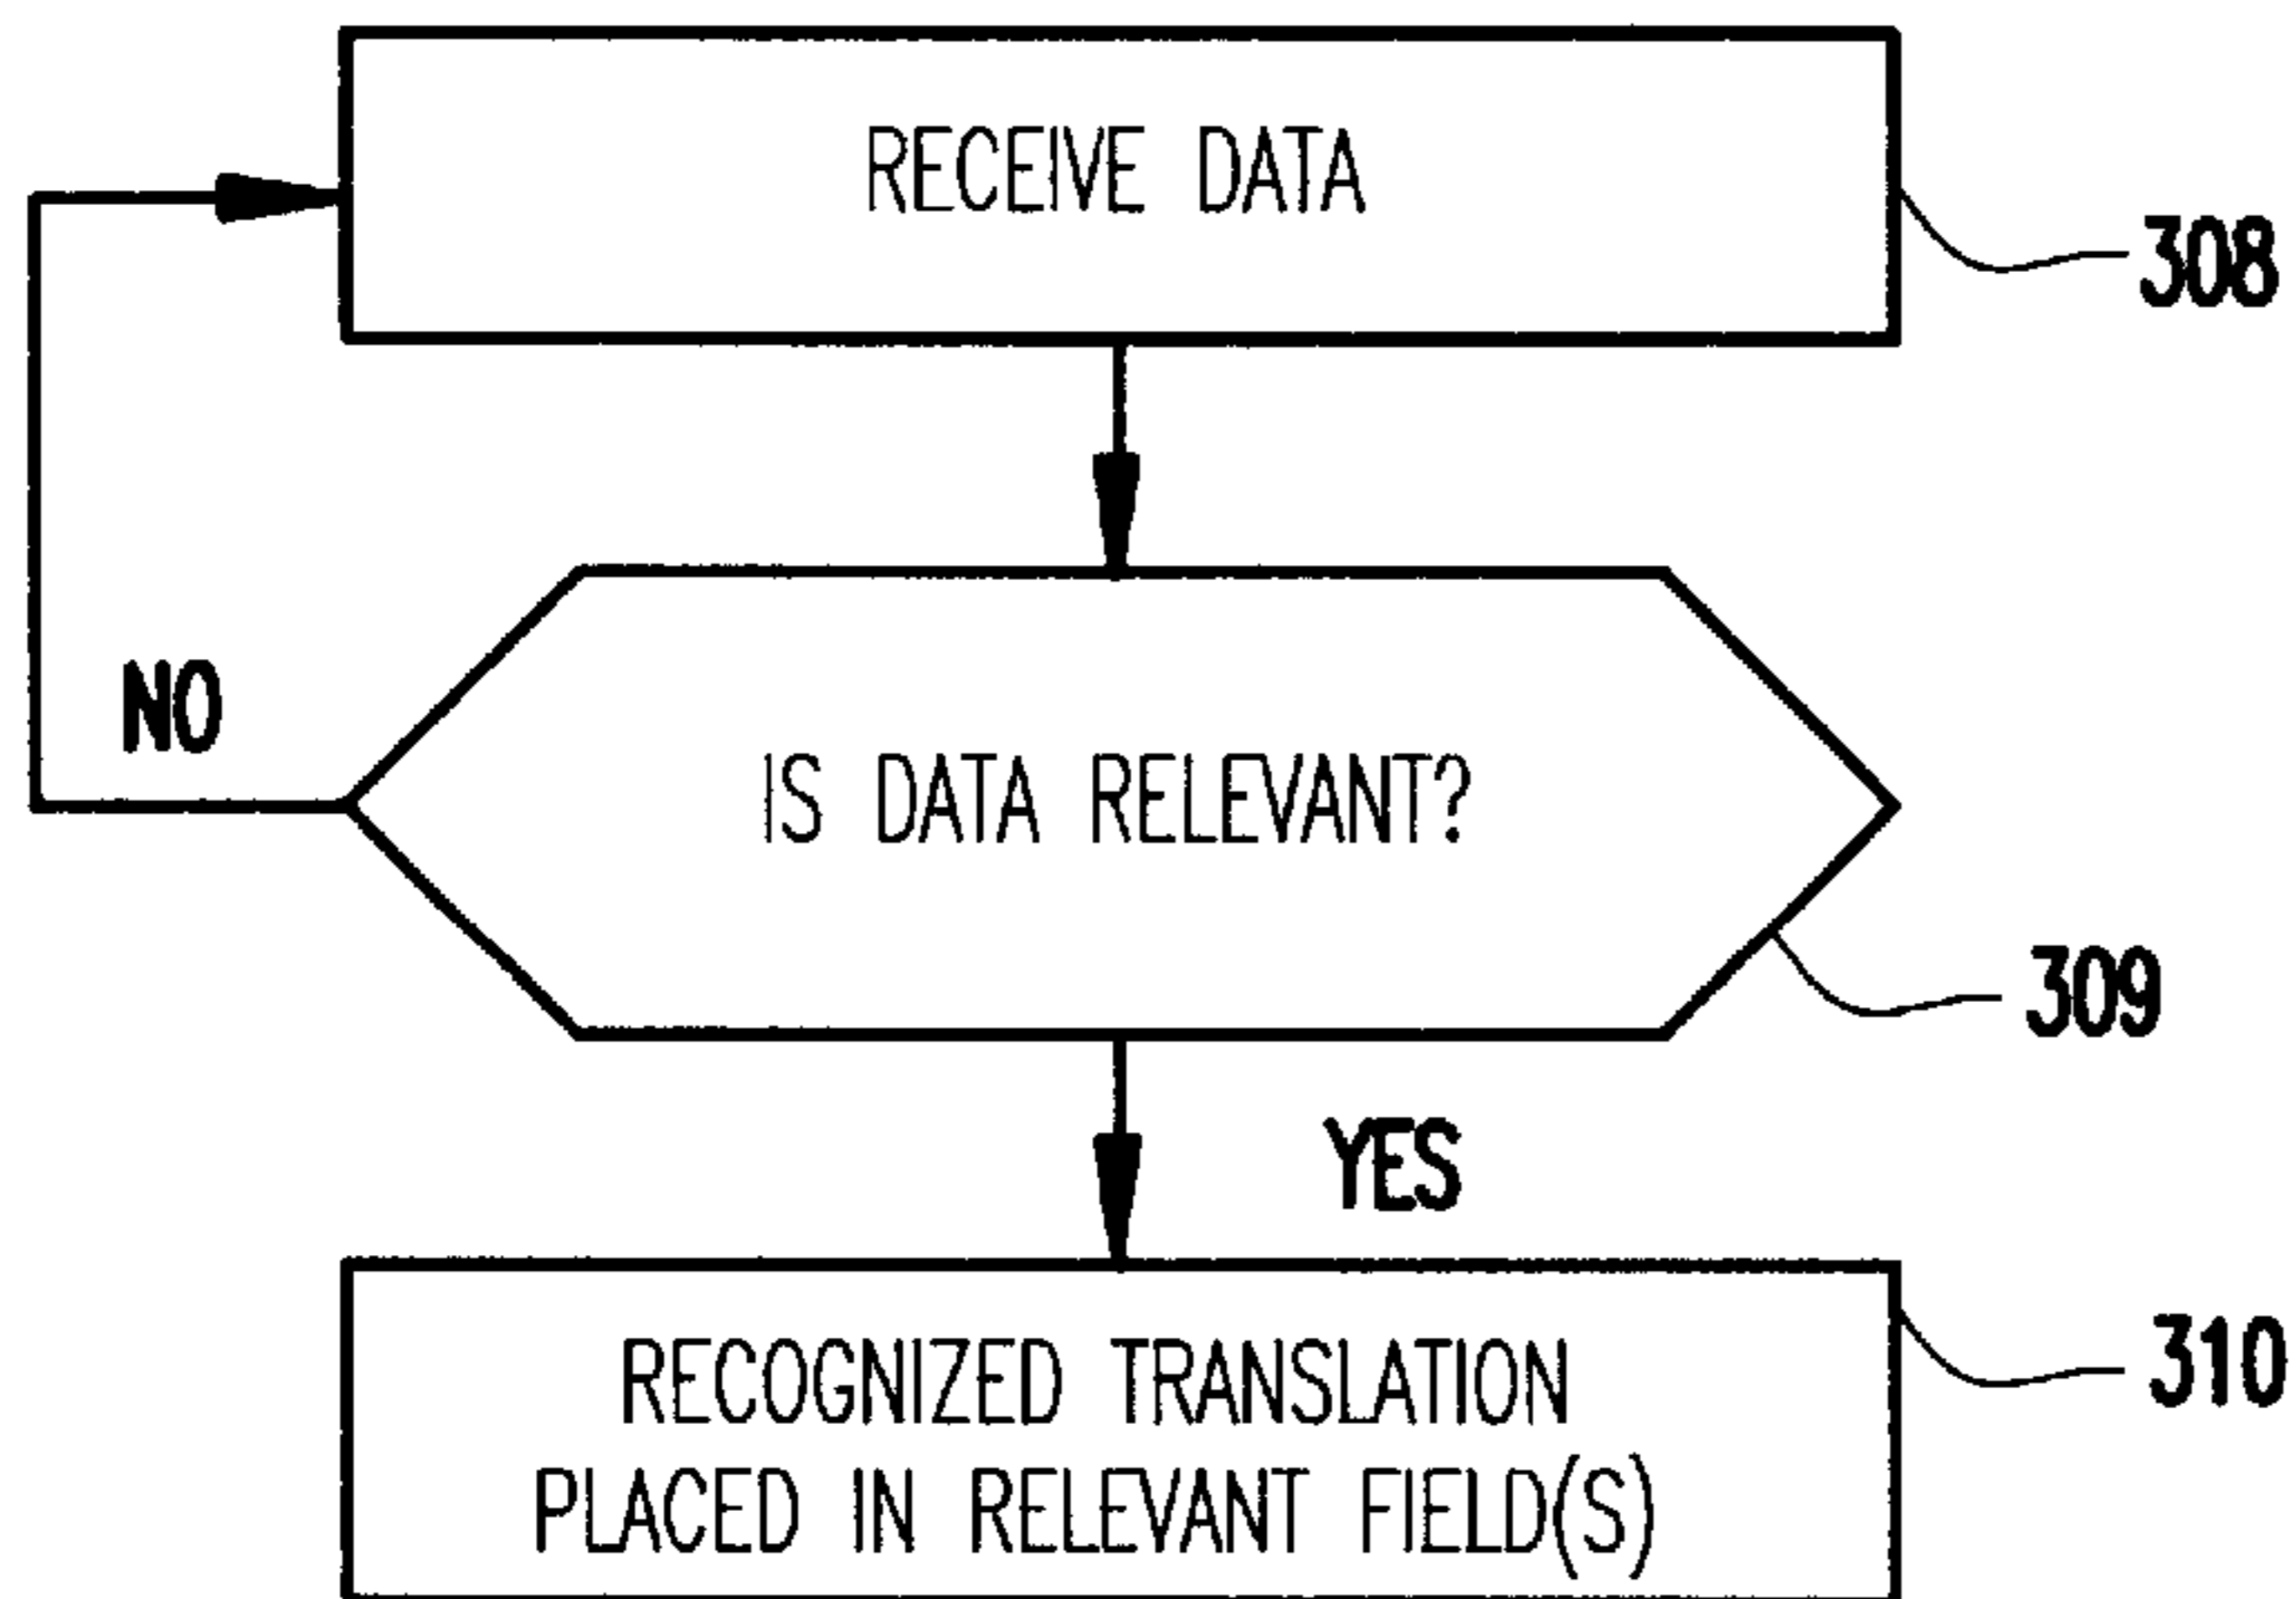 RECEIVE DATA
308
NO
IS DATA RELEVANT?
309
YES
RECOGNIZED TRANSLATION
PLACED IN RELEVANT FIELD(S)
310